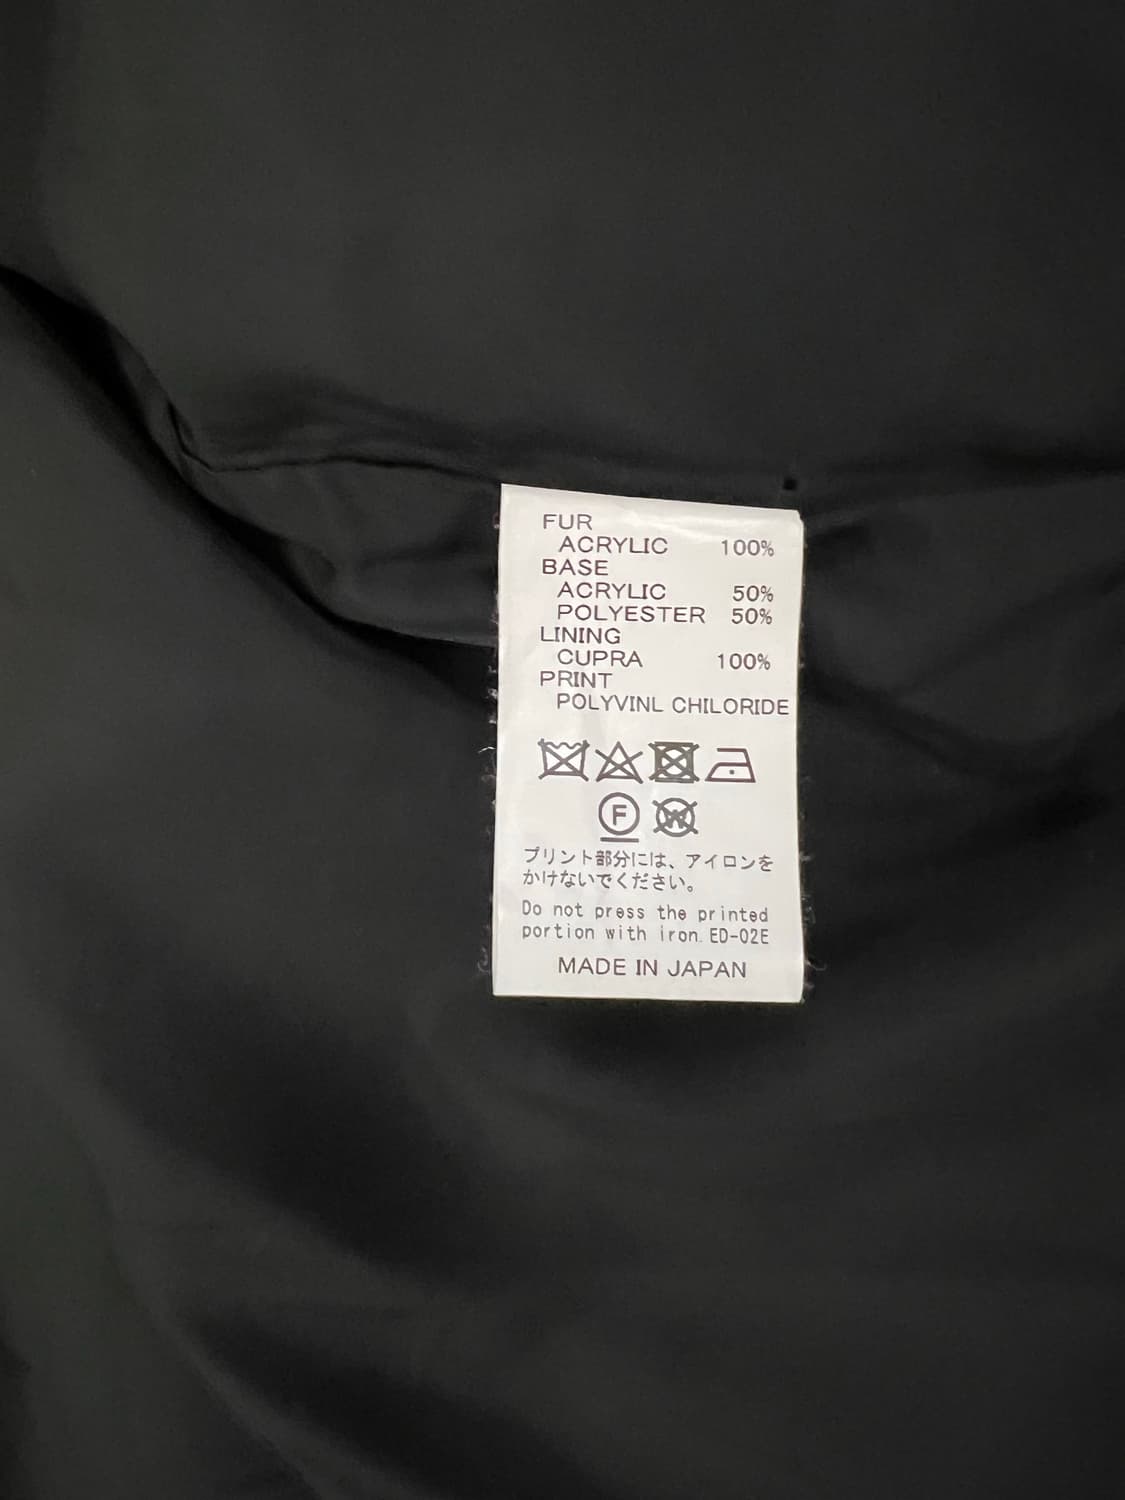 FUR
ACRYLIC 100%
BASE
ACRYLIC 50%
POLYESTER 50%
LINING
CUPRA 100%
PRINT
POLYVINL CHILORIDE
F
W
プリント部分には、アイロンを
かけないでください。
Do not press the printed
portion with iron. ED-02E
MADE IN JAPAN